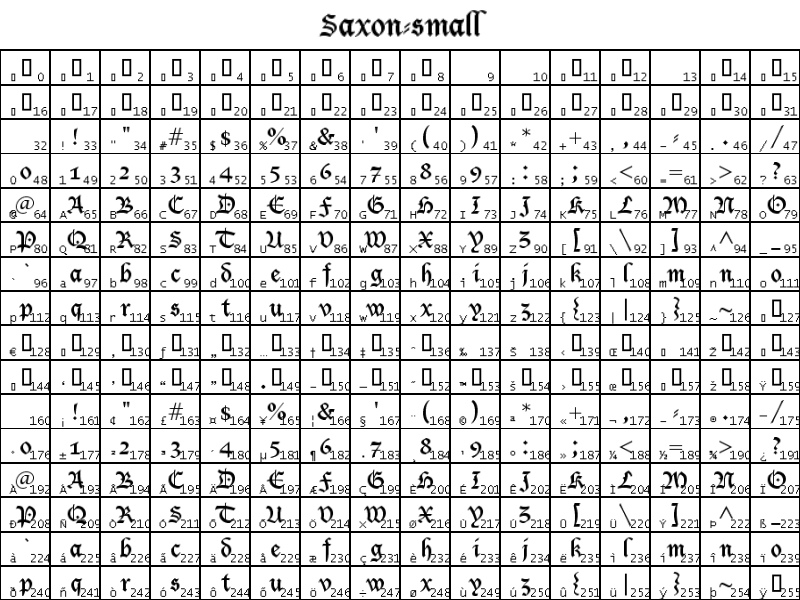 Saxon-small
▯ ▯ 0 ▯ ▯ 1 ▯ ▯ 2 ▯ ▯ 3 ▯ ▯ 4 ▯ ▯ 5 ▯ ▯ 6 ▯ ▯ 7 ▯ ▯ 8 9 10 ▯ ▯ 11 ▯ ▯ 12 13 ▯ ▯ 14 ▯ ▯ 15
▯ ▯ 16 ▯ ▯ 17 ▯ ▯ 18 ▯ ▯ 19 ▯ ▯ 20 ▯ ▯ 21 ▯ ▯ 22 ▯ ▯ 23 ▯ ▯ 24 ▯ ▯ 25 ▯ ▯ 26 ▯ ▯ 27 ▯ ▯ 28 ▯ ▯ 29 ▯ ▯ 30 ▯ ▯ 31
32 ! ! 33 " " 34 # # 35 $ $ 36 % % 37 & & 38 ' ' 39 ( ( 40 ) ) 41 * * 42 + + 43 , , 44 - - 45 . . 46 / / 47
0 0 48 1 1 49 2 2 50 3 3 51 4 4 52 5 5 53 6 6 54 7 7 55 8 8 56 9 9 57 : : 58 ; ; 59 < < 60 = = 61 > > 62 ? ? 63
@ @ 64 A A 65 B B 66 C C 67 D D 68 E E 69 F F 70 G G 71 H H 72 I I 73 J J 74 K K 75 L L 76 M M 77 N N 78 O O 79
P P 80 Q Q 81 R R 82 S S 83 T T 84 U U 85 V V 86 W W 87 X X 88 Y Y 89 Z Z 90 [ [ 91 \ \ 92 ] ] 93 ^ ^ 94 _ _ 95
` ` 96 a a 97 b b 98 c c 99 d d 100 e e 101 f f 102 g g 103 h h 104 i i 105 j j 106 k k 107 l l 108 m m 109 n n 110 o o 111
p p 112 q q 113 r r 114 s s 115 t t 116 u u 117 v v 118 w w 119 x x 120 y y 121 z z 122 { { 123 | | 124 } } 125 ~ ~ 126 ▯ ▯ 127
€ ▯ 128 ▯ ▯ 129 ‚ ▯ 130 ƒ ▯ 131 „ ▯ 132 … ▯ 133 † ▯ 134 ‡ ▯ 135 ˆ ▯ 136 ‰ 137 Š 138 ‹ ▯ 139 Œ ▯ 140 ▯ 141 Ž ▯ 142 ▯ ▯ 143
▯ ▯ 144 ‘ ▯ 145 ’ ▯ 146 “ ▯ 147 ” ▯ 148 • ▯ 149 – ▯ 150 — ▯ 151 ˜ ▯ 152 ™ ▯ 153 š ▯ 154 › ▯ 155 œ ▯ 156 ▯ ▯ 157 ž ▯ 158 Ÿ ▯ 159
160 ¡ ! 161 ¢ " 162 £ # 163 ¤ $ 164 ¥ % 165 ¦ & 166 § ' 167 ¨ ( 168 © ) 169 ª * 170 « + 171 ¬ , 172 - - 173 ® . 174 ¯ / 175
° 0 176 ± 1 177 ² 2 178 ³ 3 179 ´ 4 180 µ 5 181 ¶ 6 182 · 7 183 ¸ 8 184 ¹ 9 185 º : 186 » ; 187 ¼ < 188 ½ = 189 ¾ > 190 ¿ ? 191
À @ 192 Á A 193 Â B 194 Ã C 195 Ä D 196 Å E 197 Æ F 198 Ç G 199 È H 200 É I 201 Ê J 202 Ë K 203 Ì L 204 Í M 205 Î N 206 Ï O 207
Ð P 208 Ñ Q 209 Ò R 210 Ó S 211 Ô T 212 Õ U 213 Ö V 214 × W 215 Ø X 216 Ù Y 217 Ú Z 218 Û [ 219 Ü \ 220 Ý ] 221 Þ ^ 222 ß _ 223
à ` 224 á a 225 â b 226 ã c 227 ä d 228 å e 229 æ f 230 ç g 231 è h 232 é i 233 ê j 234 ë k 235 ì l 236 í m 237 î n 238 ï o 239
ð p 240 ñ q 241 ò r 242 ó s 243 ô t 244 õ u 245 ö v 246 ÷ w 247 ø x 248 ù y 249 ú z 250 û { 251 ü | 252 ý } 253 þ ~ 254 ÿ ▯ 255